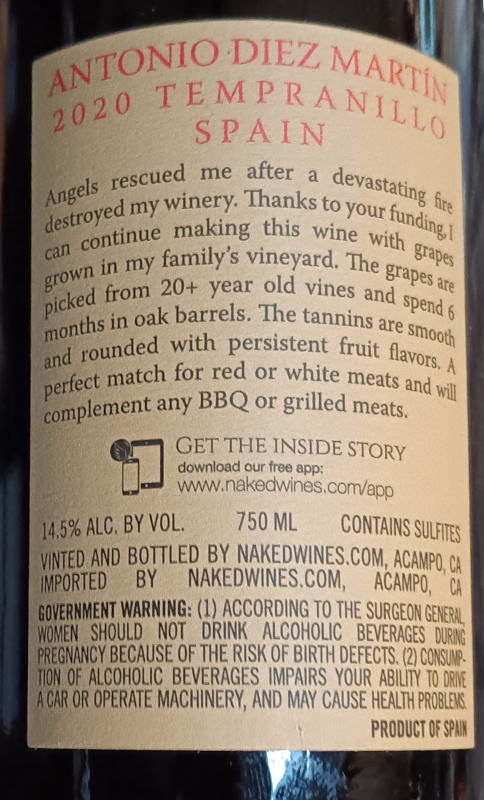 ANTONIO DIEZ MARTÍN
2020 TEMPRANILLO
SPAIN
Angels rescued me after a devastating fire
destroyed my winery. Thanks to your funding, I
can continue making this wine with grapes
grown in my family's vineyard. The grapes are
picked from 20+ year old vines and spend 6
months in oak barrels. The tannins are smooth
and rounded with persistent fruit flavors. A
perfect match for red or white meats and will
complement any BBQ or grilled meats.
GET THE INSIDE STORY
download our free app:
www.nakedwines.com/app
14.5% ALC. BY VOL. 750 ML CONTAINS SULFITES
VINTED AND BOTTLED BY NAKEDWINES.COM, ACAMPO, CA
IMPORTED BY NAKEDWINES.COM, ACAMPO, CA
GOVERNMENT WARNING: (1) ACCORDING TO THE SURGEON GENERAL,
WOMEN SHOULD NOT DRINK ALCOHOLIC BEVERAGES DURING
PREGNANCY BECAUSE OF THE RISK OF BIRTH DEFECTS. (2) CONSUMP-
TION OF ALCOHOLIC BEVERAGES IMPAIRS YOUR ABILITY TO DRIVE
A CAR OR OPERATE MACHINERY, AND MAY CAUSE HEALTH PROBLEMS.
PRODUCT OF SPAIN